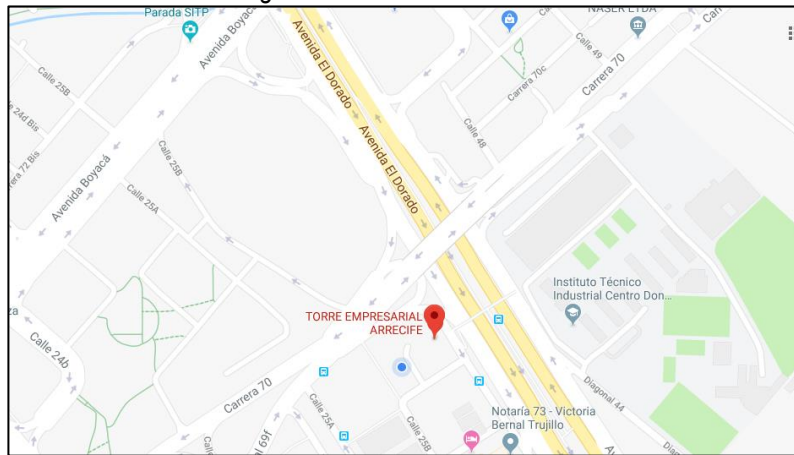 Parada SITP
Avenida Boyacá
NASER LTDA
Calle 25B
Calle 49
Carrera 70
Carrera 70c
Avenida El Dorado
Calle 24d Bis
Calle 25B
Avenida El Dorado
Calle 48
Carrera 72 Bis
Avenida Boyacá
Calle 25A
TORRE EMPRESARIAL
ARRECIFE
Instituto Técnico
Industrial Centro Don...
Calle 24b
Carrera 70
Calle 25A
Calle 25B
Notaría 73 - Victoria
Bernal Trujillo
Diagonal 44